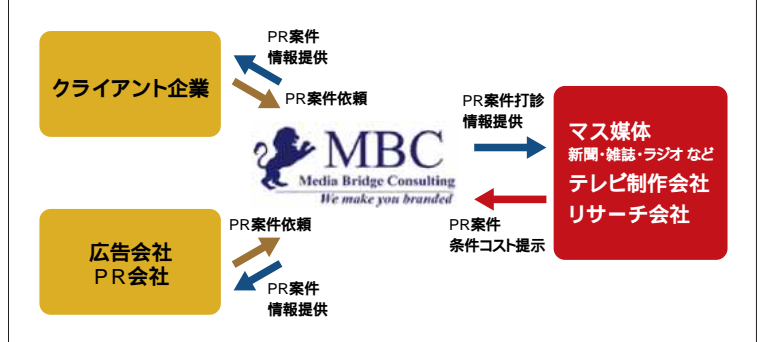 PR案件
情報提供
クライアント企業
PR案件依頼
PR案件打診
情報提供
MBC
Media Bridge Consulting
We make you branded
マス媒体
新聞・雑誌・ラジオ など
テレビ制作会社
リサーチ会社
PR案件依頼
PR案件
条件コスト提示
広告会社
PR会社
PR案件
情報提供